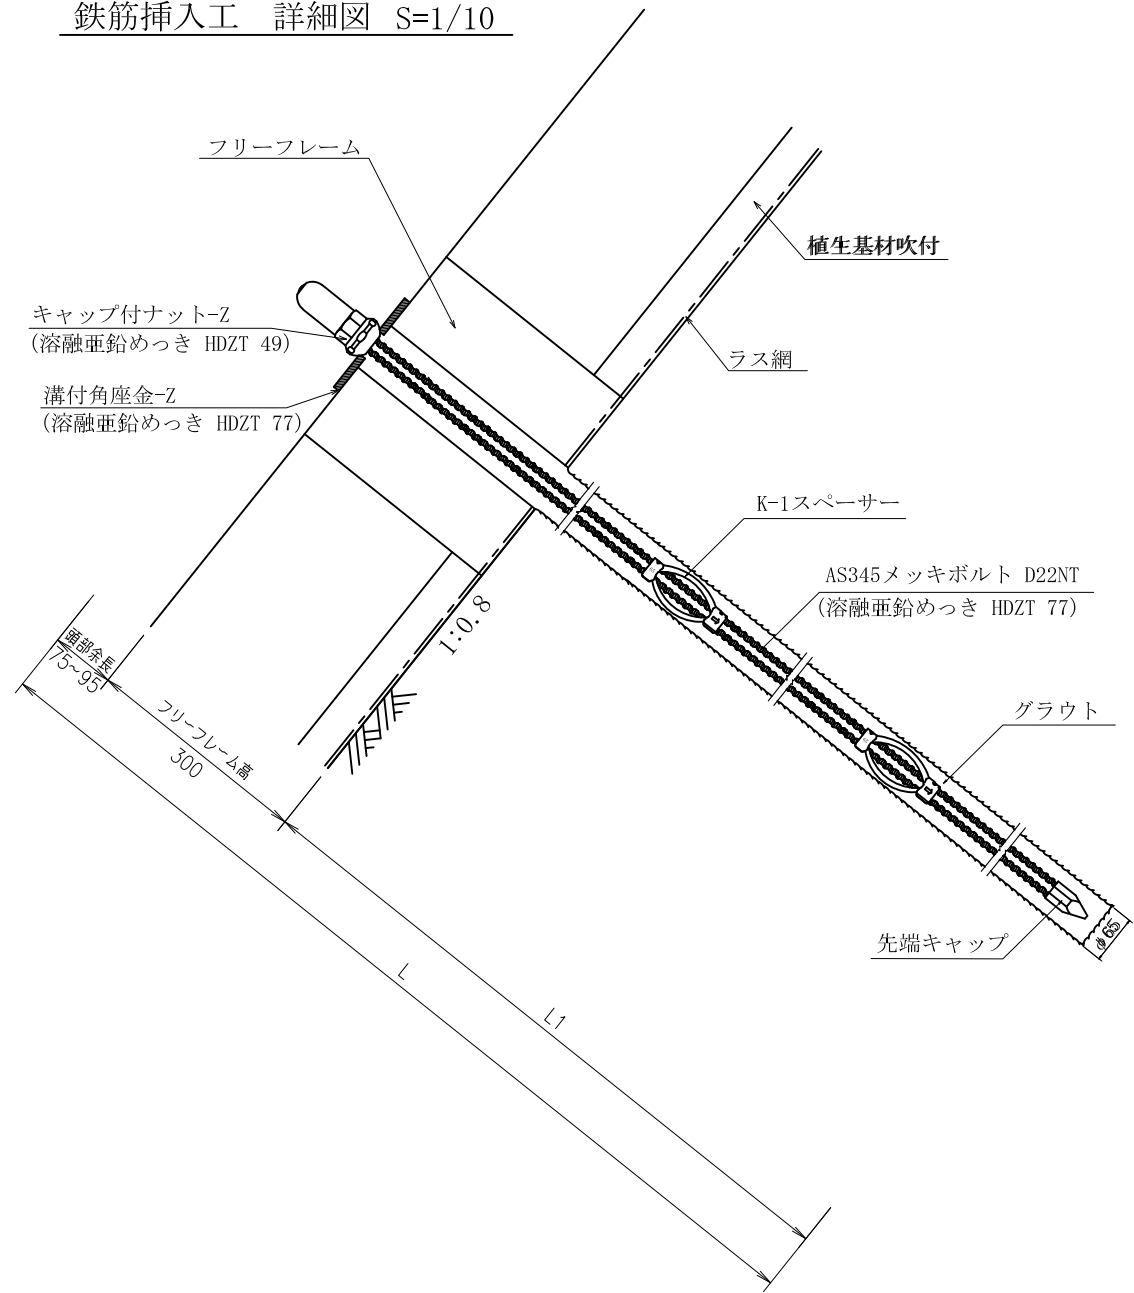 鉄筋挿入工 詳細図 S=1/10
フリーフレーム
植生基材吹付
キャップ付ナット-Z
(溶融亜鉛めっき HDZT 49)
ラス網
溝付角座金-Z
(溶融亜鉛めっき HDZT 77)
K-1スペーサー
AS345メッキボルト D22NT
(溶融亜鉛めっき HDZT 77)
1:0.8
頭部余長
75~95
フリーフレーム高
300
グラウト
先端キャップ
φ65
L
L1